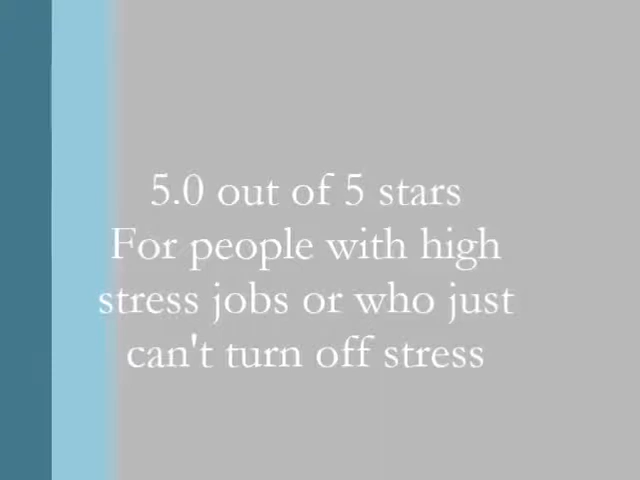 5.0 out of 5 stars
For people with high
stress jobs or who just
can't turn off stress